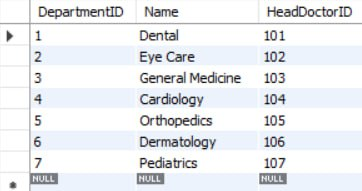 DepartmentID Name HeadDoctorID
1 Dental 101
2 Eye Care 102
3 General Medicine 103
4 Cardiology 104
5 Orthopedics 105
6 Dermatology 106
7 Pediatrics 107
NULL NULL NULL